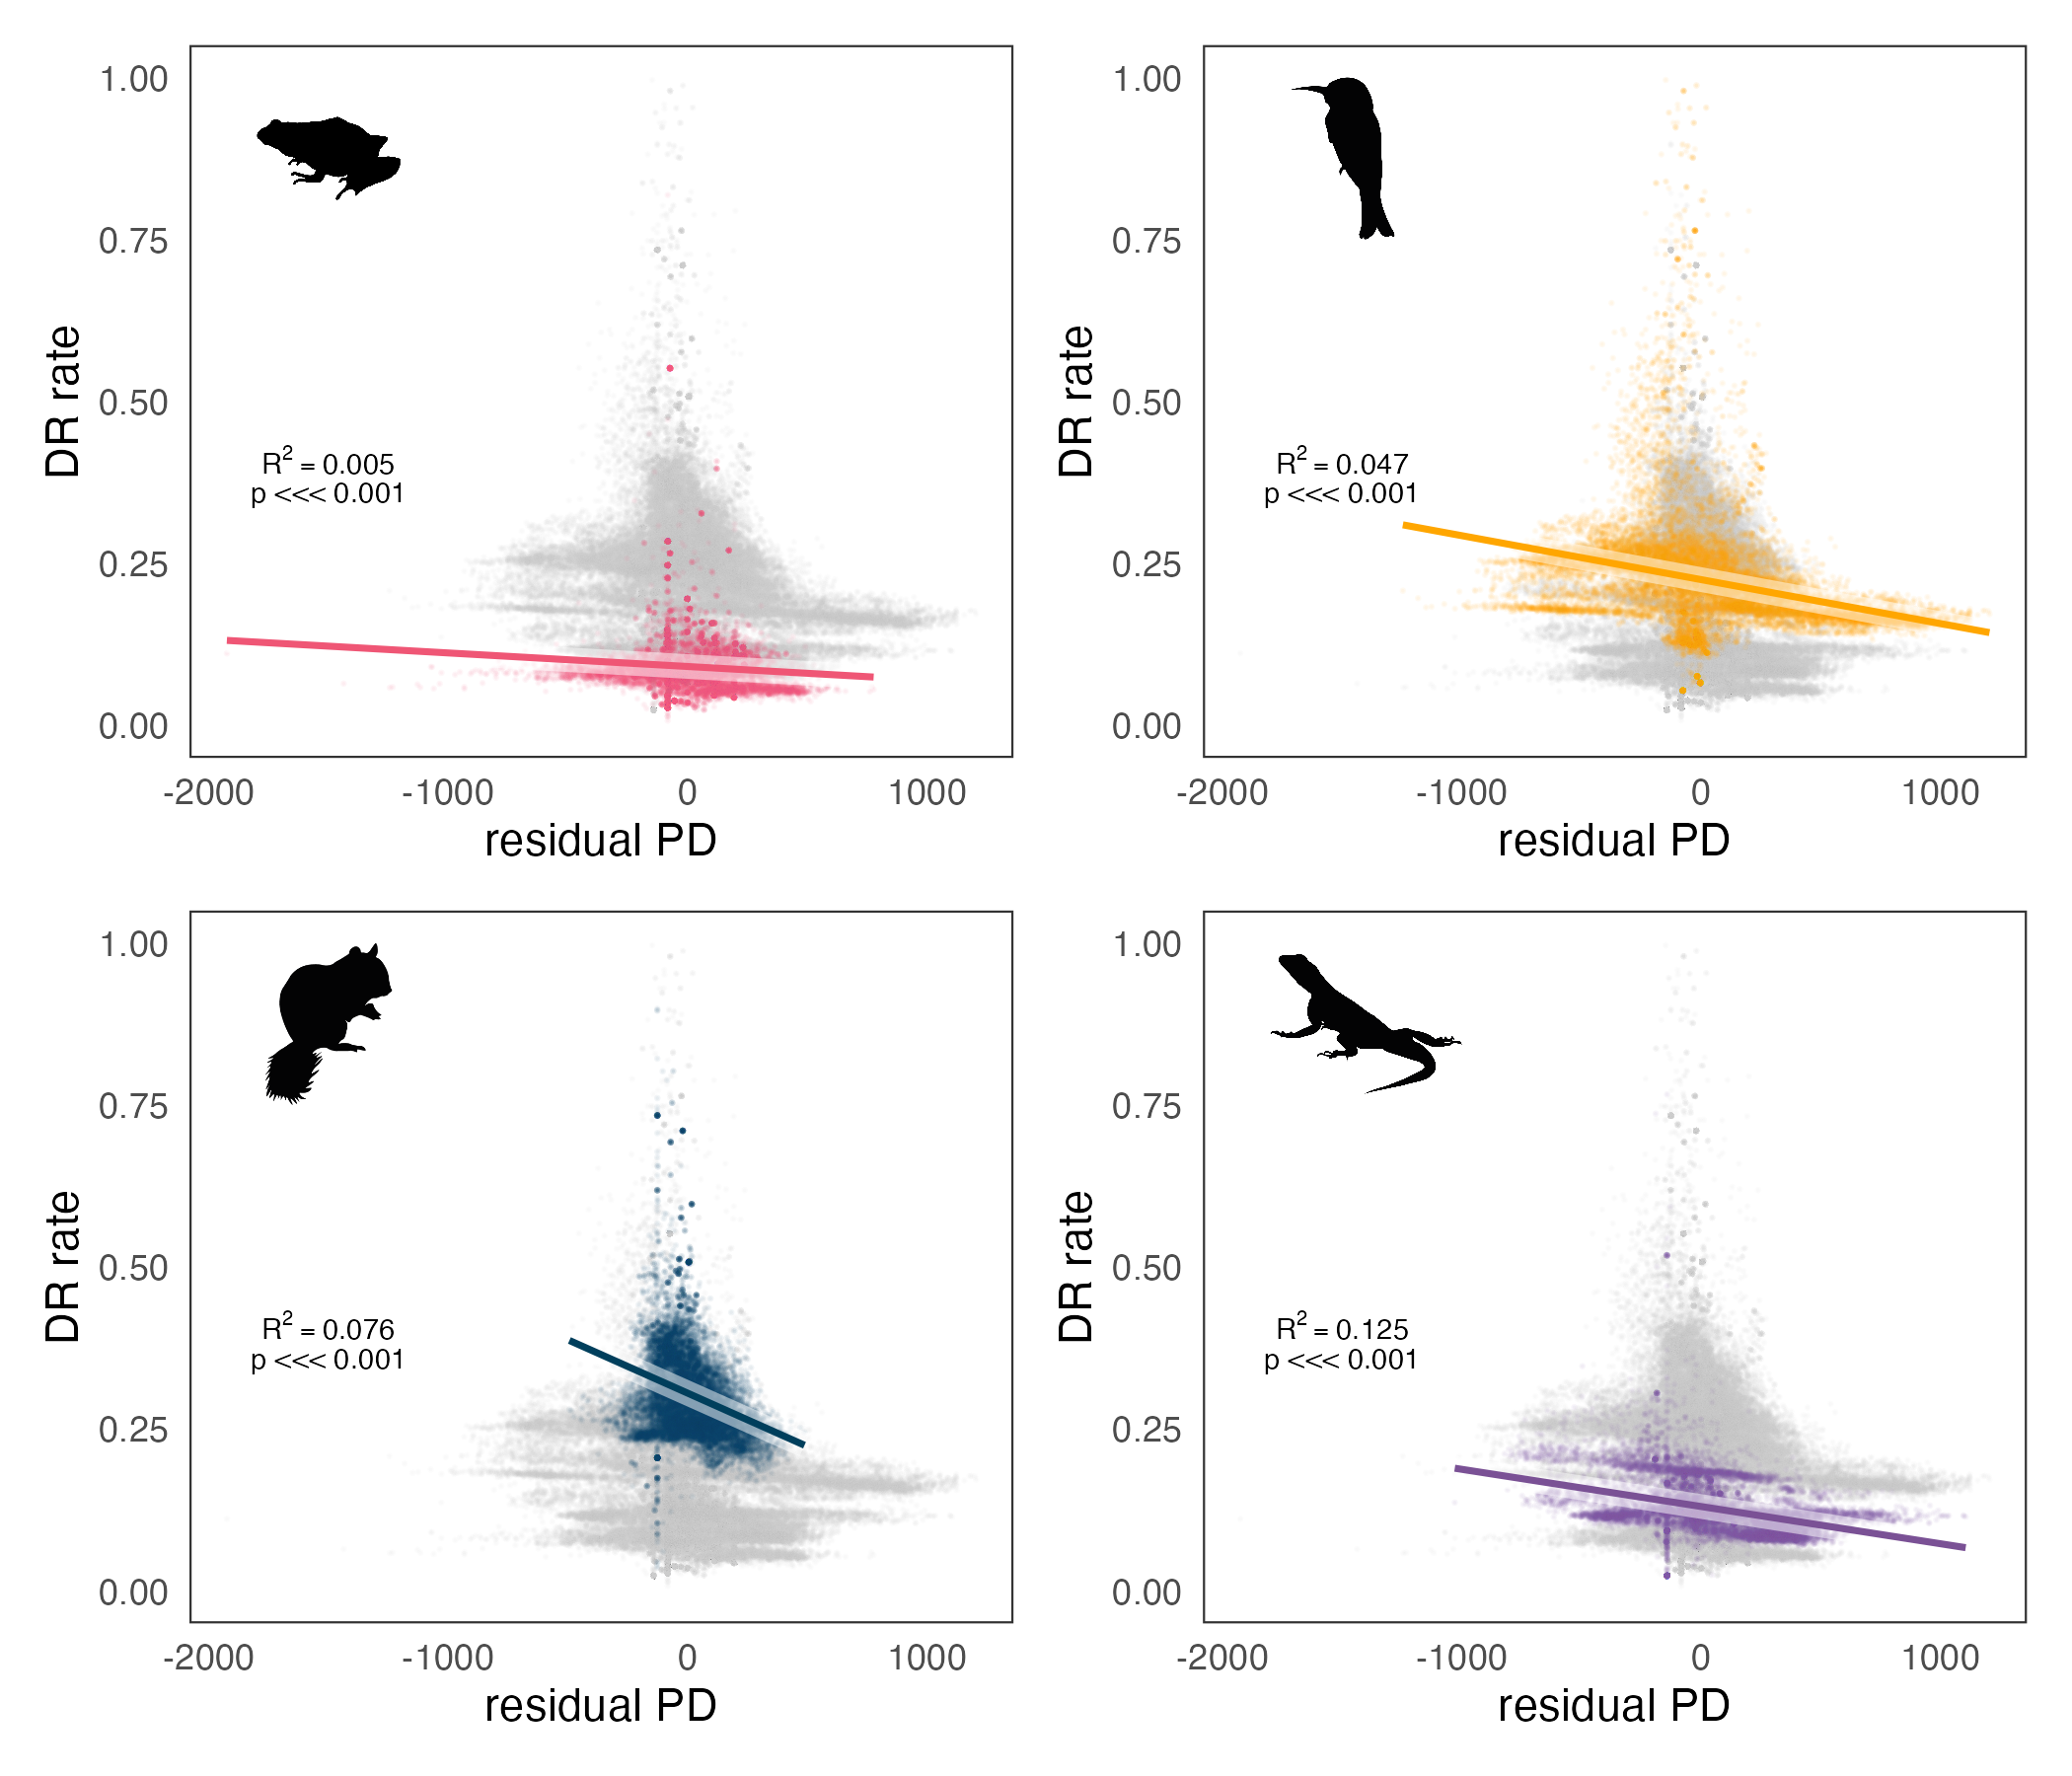 1.00
0.75
0.50
0.25
0.00
DR rate
R² = 0.005
p <<< 0.001
-2000 -1000 0 1000
residual PD
1.00
0.75
0.50
0.25
0.00
DR rate
R² = 0.047
p <<< 0.001
-2000 -1000 0 1000
residual PD
1.00
0.75
0.50
0.25
0.00
DR rate
R² = 0.076
p <<< 0.001
-2000 -1000 0 1000
residual PD
1.00
0.75
0.50
0.25
0.00
DR rate
R² = 0.125
p <<< 0.001
-2000 -1000 0 1000
residual PD